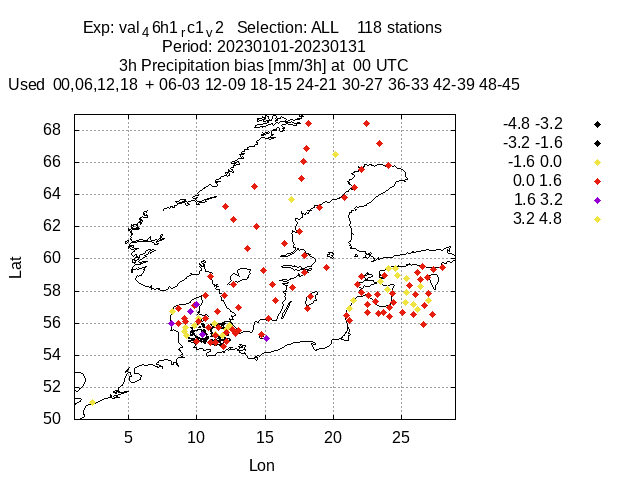 Exp: val46h1rc1v2 Selection: ALL 118 stations
Period: 20230101-20230131
3h Precipitation bias [mm/3h] at 00 UTC
Used 00,06,12,18 + 06-03 12-09 18-15 24-21 30-27 36-33 42-39 48-45
-4.8 -3.2
-3.2 -1.6
-1.6 0.0
0.0 1.6
1.6 3.2
3.2 4.8
68
66
64
62
60
58
56
54
52
50
Lat
5 10 15 20 25
Lon